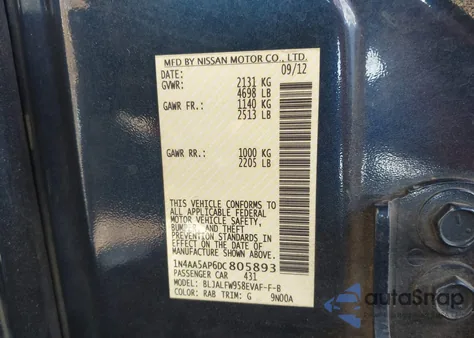 MFD BY NISSAN MOTOR CO., LTD.
DATE: 09/12
GVWR: 2131 KG
4698 LB
GAWR FR.: 1140 KG
2513 LB
GAWR RR.: 1000 KG
2205 LB
THIS VEHICLE CONFORMS TO
ALL APPLICABLE FEDERAL
MOTOR VEHICLE SAFETY,
BUMPER, AND THEFT
PREVENTION STANDARDS IN
EFFECT ON THE DATE OF
MANUFACTURE SHOWN ABOVE.
1N4AA5AP6DC805893
PASSENGER CAR 431
MODEL: BLJALFW958EVAF-F-B
COLOR: RAB TRIM: G 9N00A
autoSnap